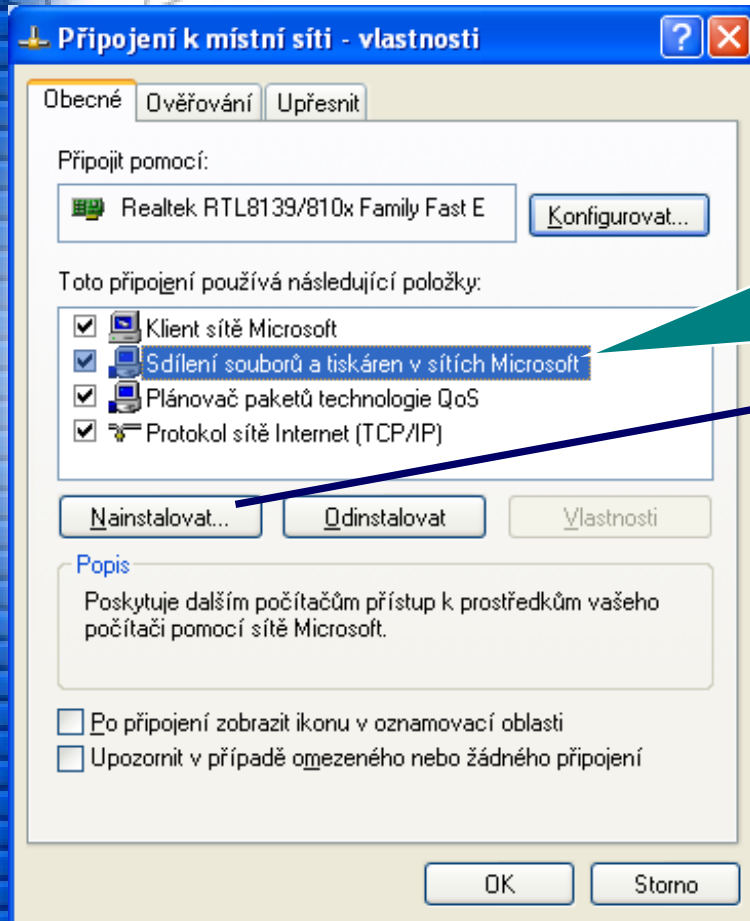 Připojení k místní síti - vlastnosti
Obecné Ověřování Upřesnit
Připojit pomocí:
Realtek RTL8139/810x Family Fast E
Konfigurovat...
Toto připojení používá následující položky:
Klient sítě Microsoft
Sdílení souborů a tiskáren v sítích Microsoft
Plánovač paketů technologie QoS
Protokol sítě Internet (TCP/IP)
Nainstalovat... Odinstalovat Vlastnosti
Popis
Poskytuje dalším počítačům přístup k prostředkům vašeho
počítači pomocí sítě Microsoft.
Po připojení zobrazit ikonu v oznamovací oblasti
Upozornit v případě omezeného nebo žádného připojení
OK Storno